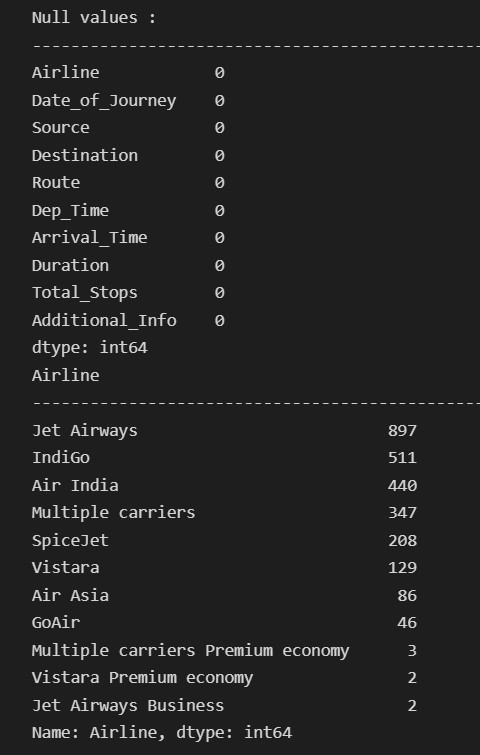 Null values :
--------------------------------------------------
Airline            0
Date_of_Journey    0
Source             0
Destination        0
Route              0
Dep_Time           0
Arrival_Time       0
Duration           0
Total_Stops        0
Additional_Info    0
dtype: int64
Airline
--------------------------------------------------
Jet Airways                          897
IndiGo                               511
Air India                            440
Multiple carriers                    347
SpiceJet                             208
Vistara                              129
Air Asia                              86
GoAir                                 46
Multiple carriers Premium economy      3
Vistara Premium economy                2
Jet Airways Business                   2
Name: Airline, dtype: int64